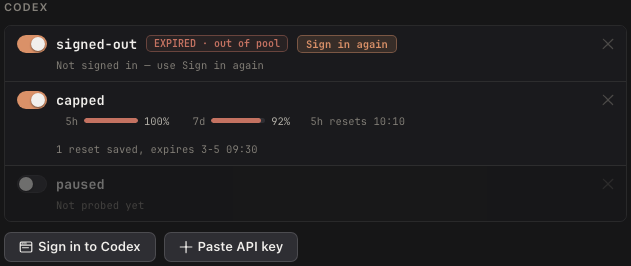 CODEX
signed-out EXPIRED · out of pool Sign in again
Not signed in — use Sign in again
capped
5h 100% 7d 92% 5h resets 10:10
1 reset saved, expires 3-5 09:30
paused
Not probed yet
Sign in to Codex Paste API key